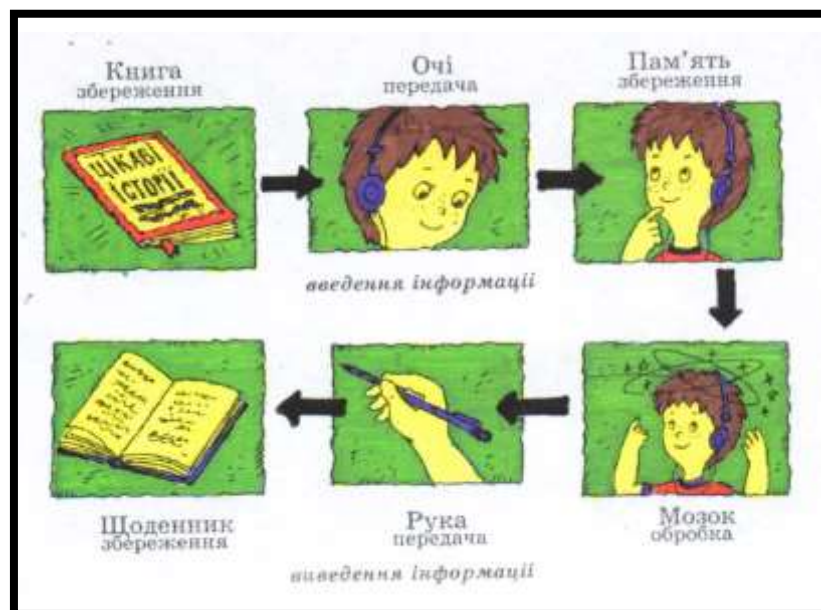 Книга
збереження
Очі
передача
Пам’ять
збереження
ЦІКАВІ
ІСТОРІЇ
введення інформації
Щоденник
збереження
Рука
передача
Мозок
обробка
виведення інформації